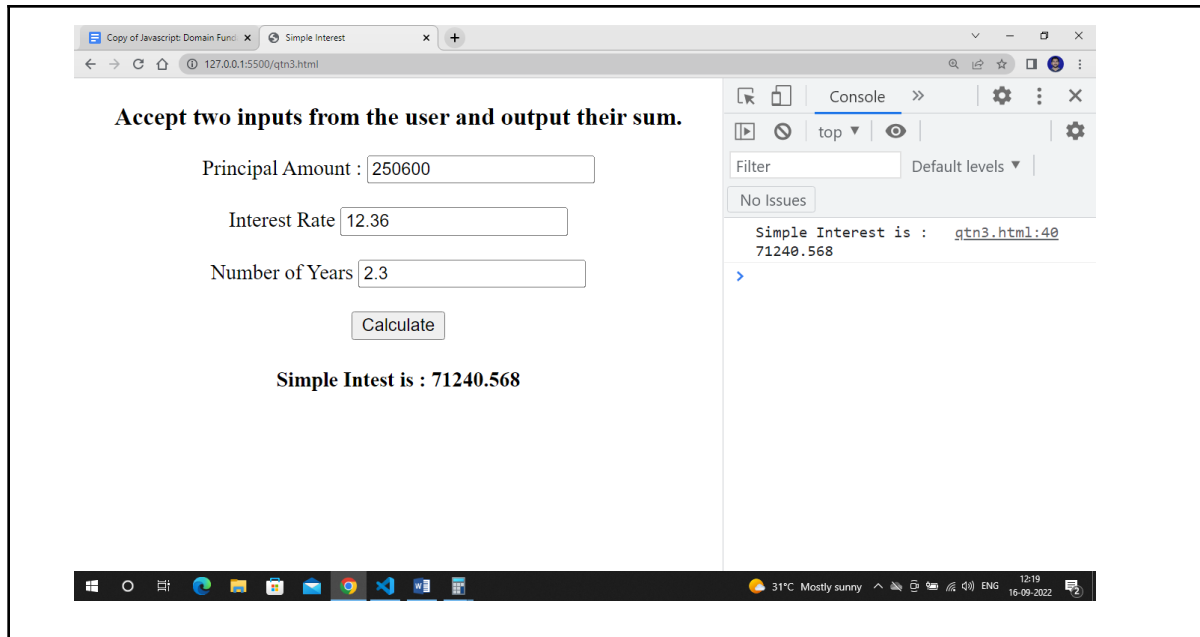 Copy of Javascript: Domain Fund
Simple Interest
127.0.0.1:5500/qtn3.html
Accept two inputs from the user and output their sum.
Principal Amount : 250600
Interest Rate 12.36
Number of Years 2.3
Calculate
Simple Intest is : 71240.568
Console
top
Filter
Default levels
No Issues
Simple Interest is : qtn3.html:40
71240.568
31°C Mostly sunny
ENG
12:19
16-09-2022
2